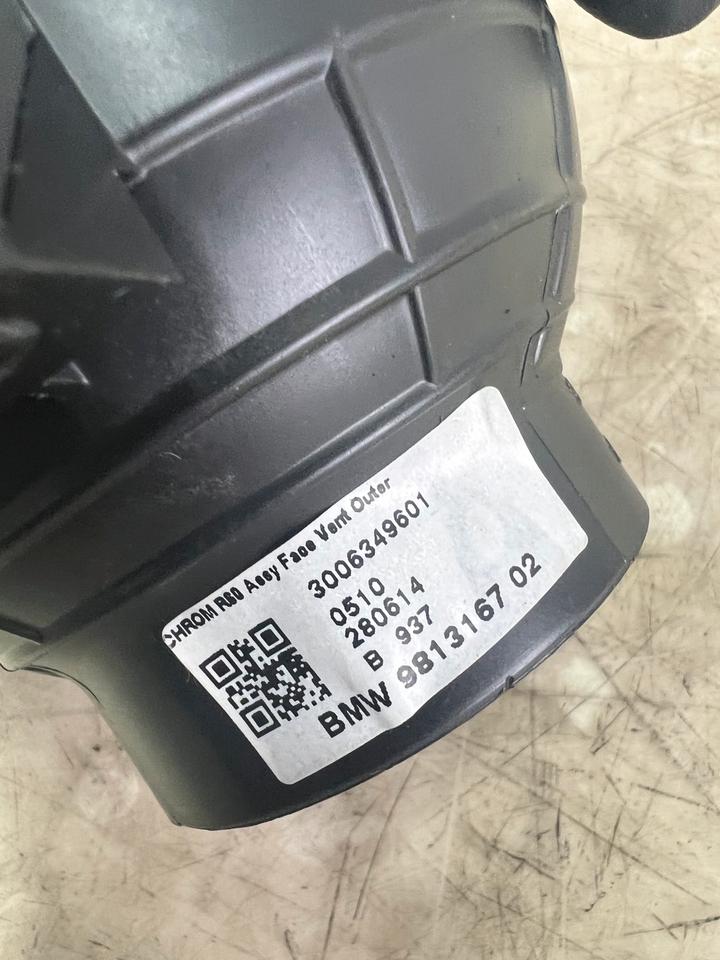 CHROM R60 Assy Face Vent Outer
3006349601
0510
280614
B 937
BMW 9813167 02